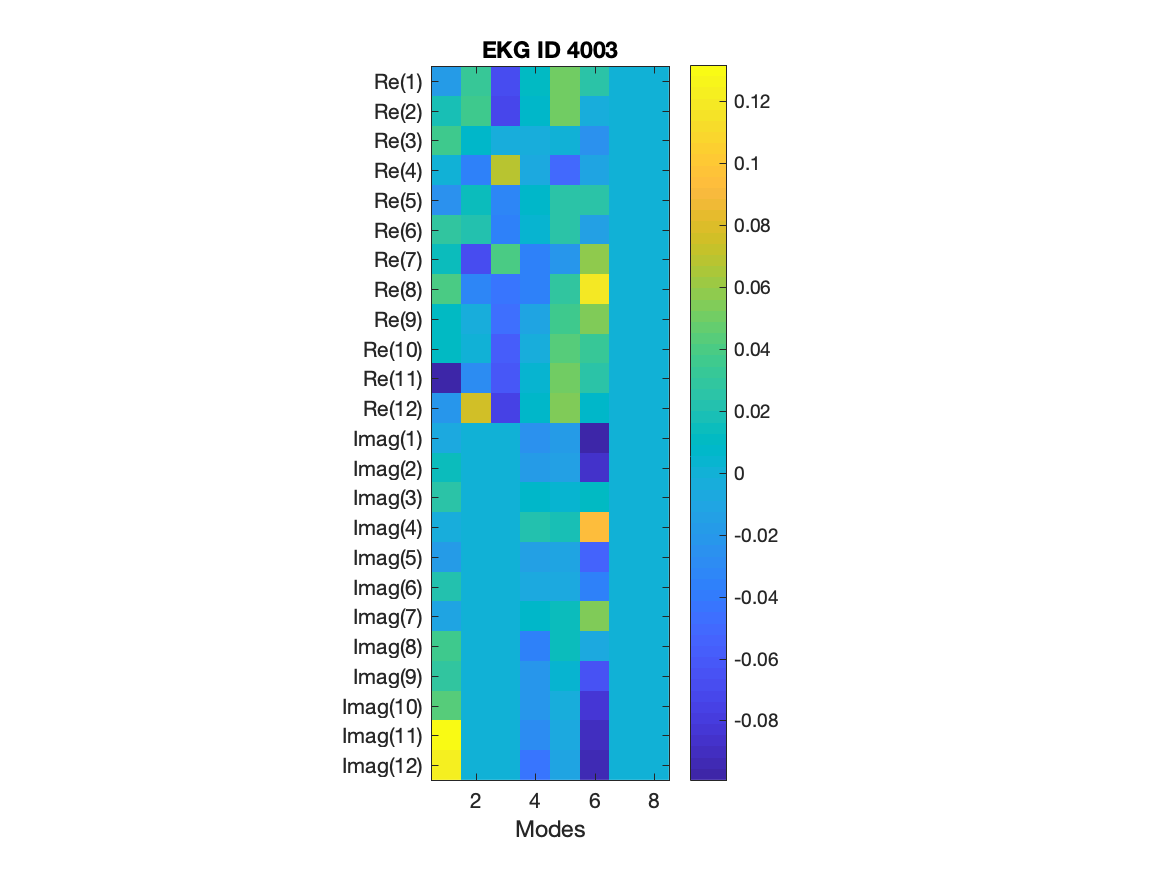 EKG ID 4003
Re(1)
Re(2)
Re(3)
Re(4)
Re(5)
Re(6)
Re(7)
Re(8)
Re(9)
Re(10)
Re(11)
Re(12)
Imag(1)
Imag(2)
Imag(3)
Imag(4)
Imag(5)
Imag(6)
Imag(7)
Imag(8)
Imag(9)
Imag(10)
Imag(11)
Imag(12)
2 4 6 8
Modes
0.12
0.1
0.08
0.06
0.04
0.02
0
-0.02
-0.04
-0.06
-0.08